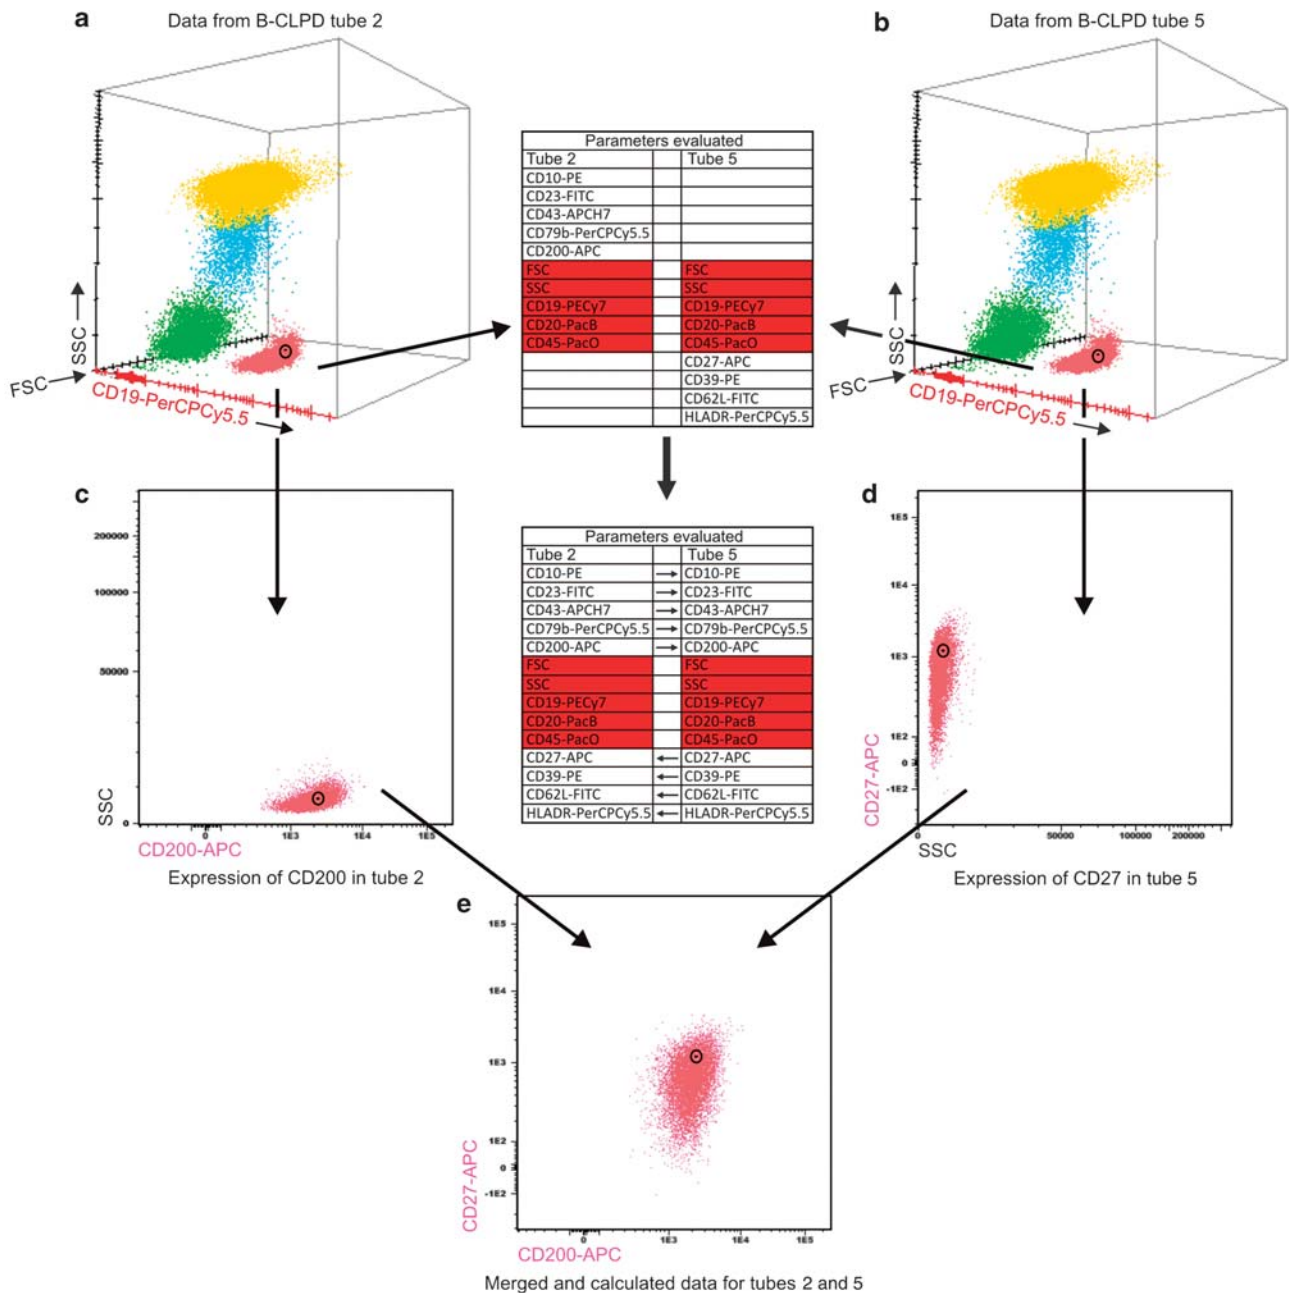 a
Data from B-CLPD tube 2
SSC
FSC
CD19-PerCPCy5.5
b
Data from B-CLPD tube 5
SSC
FSC
CD19-PerCPCy5.5
Parameters evaluated
Tube 2 Tube 5
CD10-PE
CD23-FITC
CD43-APCH7
CD79b-PerCPCy5.5
CD200-APC
FSC FSC
SSC SSC
CD19-PECy7 CD19-PECy7
CD20-PacB CD20-PacB
CD45-PacO CD45-PacO
CD27-APC
CD39-PE
CD62L-FITC
HLADR-PerCPCy5.5
Parameters evaluated
Tube 2 Tube 5
CD10-PE → CD10-PE
CD23-FITC → CD23-FITC
CD43-APCH7 → CD43-APCH7
CD79b-PerCPCy5.5 → CD79b-PerCPCy5.5
CD200-APC → CD200-APC
FSC FSC
SSC SSC
CD19-PECy7 CD19-PECy7
CD20-PacB CD20-PacB
CD45-PacO CD45-PacO
CD27-APC ← CD27-APC
CD39-PE ← CD39-PE
CD62L-FITC ← CD62L-FITC
HLADR-PerCPCy5.5 ← HLADR-PerCPCy5.5
c
200000
100000
50000
0
SSC
0 1E3 1E4 1E5
CD200-APC
Expression of CD200 in tube 2
d
1E5
1E4
1E3
1E2
0
-1E2
CD27-APC
0 50000 100000 200000
SSC
Expression of CD27 in tube 5
e
1E5
1E4
1E3
1E2
0
-1E2
CD27-APC
0 1E3 1E4 1E5
CD200-APC
Merged and calculated data for tubes 2 and 5